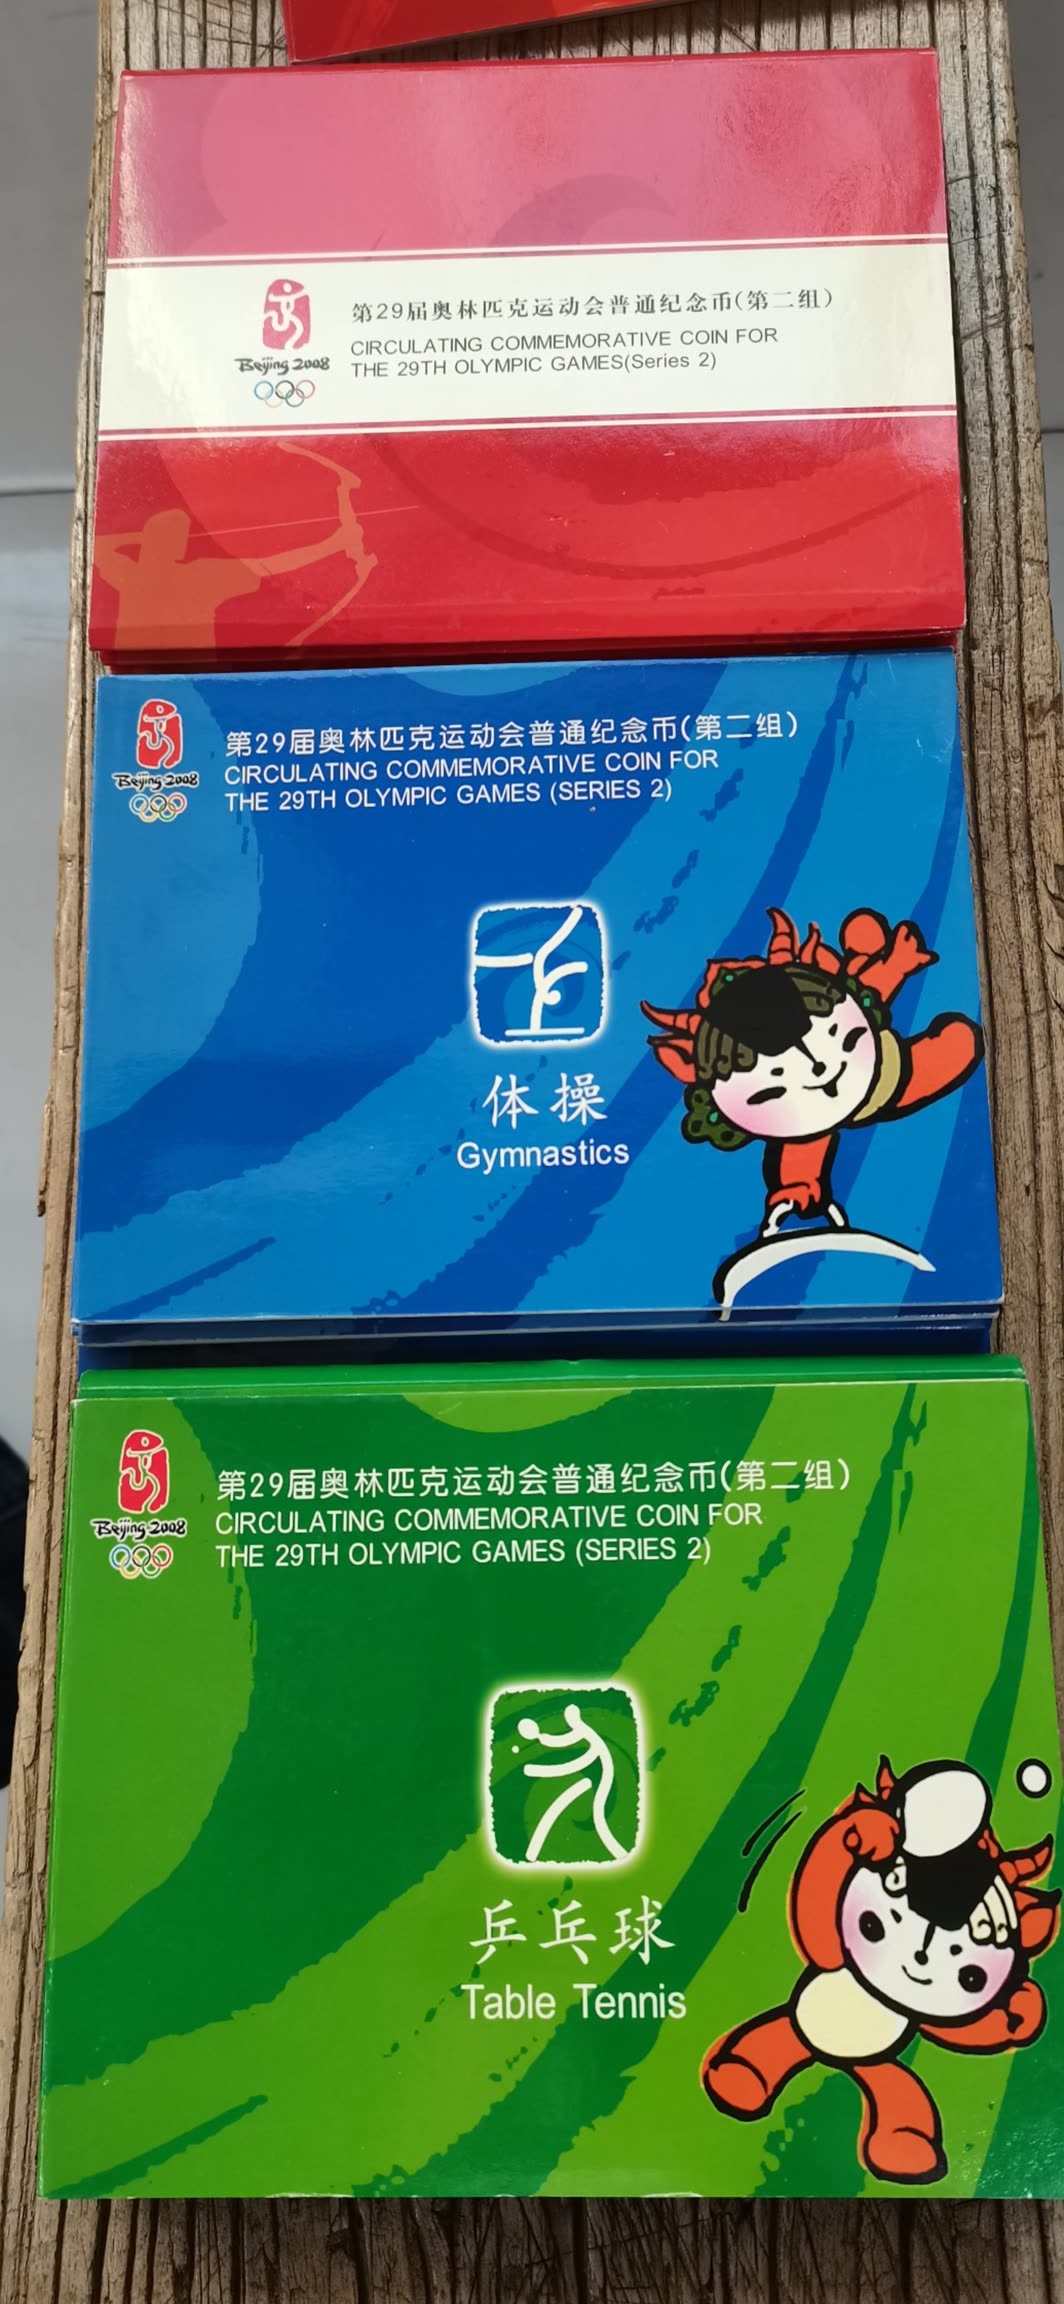 第29届奥林匹克运动会普通纪念币(第二组)
CIRCULATING COMMEMORATIVE COIN FOR
THE 29TH OLYMPIC GAMES(Series 2)
Beijing 2008
第29届奥林匹克运动会普通纪念币(第二组)
CIRCULATING COMMEMORATIVE COIN FOR
THE 29TH OLYMPIC GAMES (SERIES 2)
Beijing 2008
体操
Gymnastics
第29届奥林匹克运动会普通纪念币(第二组)
CIRCULATING COMMEMORATIVE COIN FOR
THE 29TH OLYMPIC GAMES (SERIES 2)
Beijing 2008
乒乓球
Table Tennis